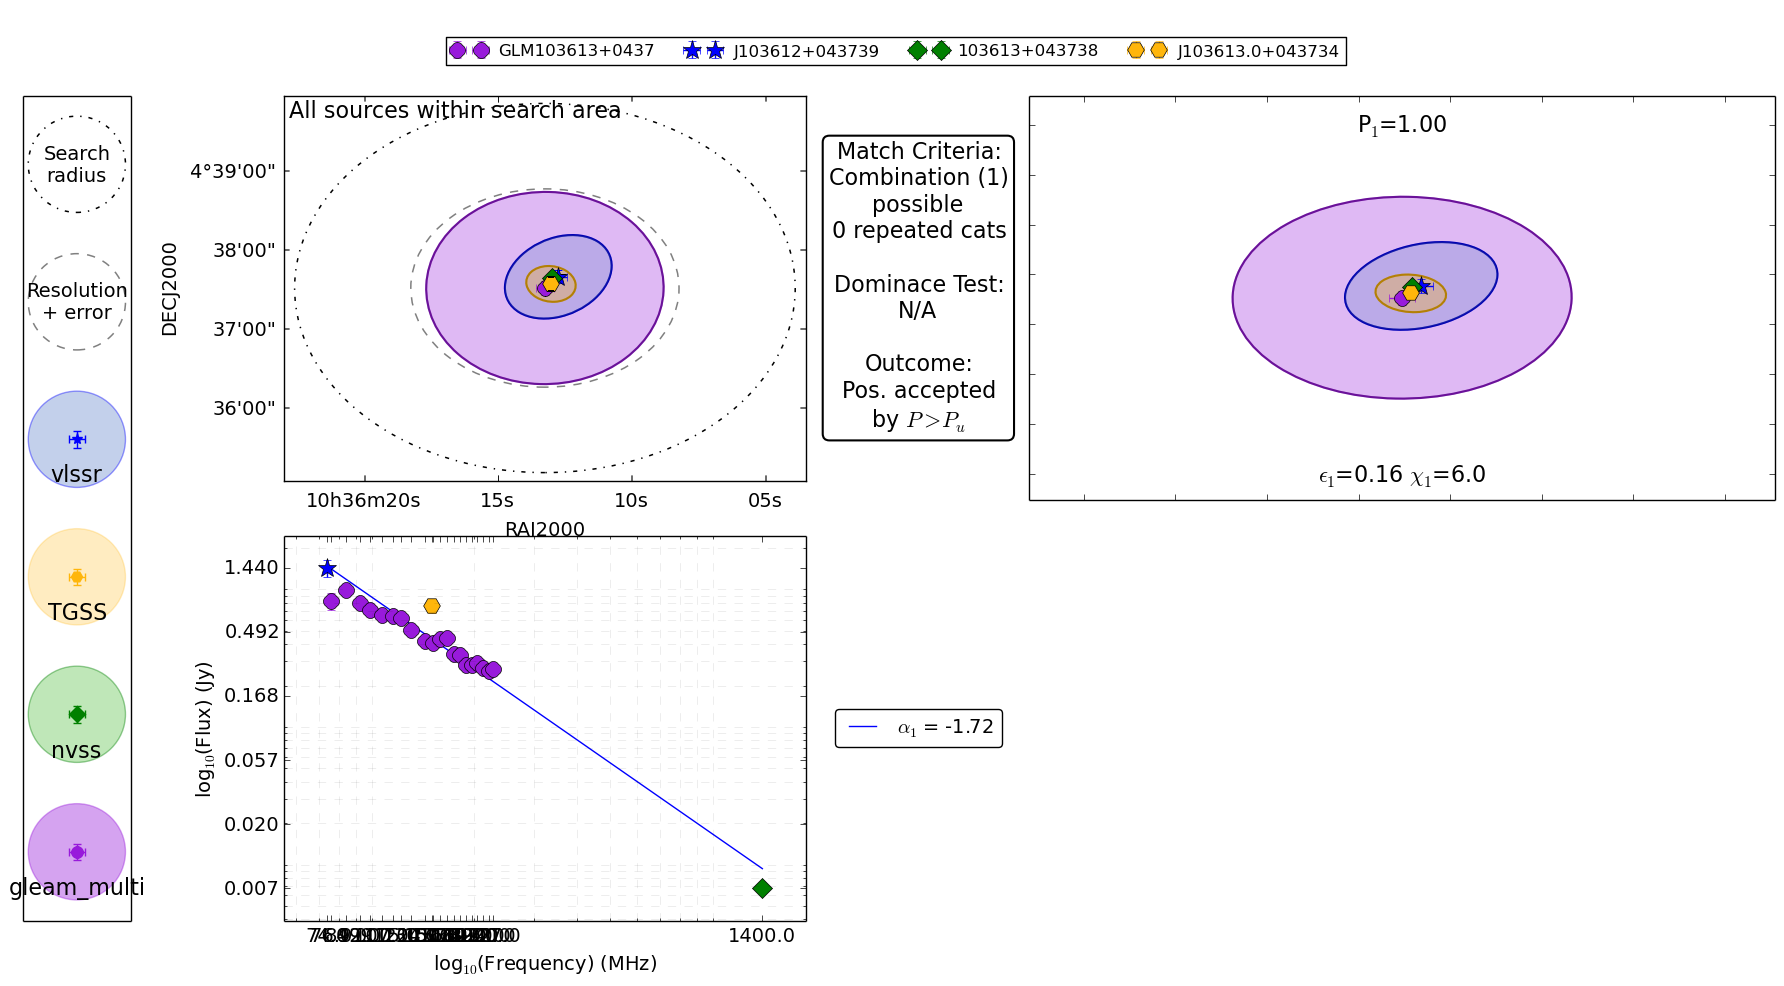 GLM103613+0437 J103612+043739 103613+043738 J103613.0+043734
Search
radius
Resolution
+ error
vlssr
TGSS
nvss
gleam_multi
All sources within search area
DECJ2000
4°39'00"
38'00"
37'00"
36'00"
10h36m20s 15s 10s 05s
RAJ2000
Match Criteria:
Combination (1)
possible
0 repeated cats
Dominace Test:
N/A
Outcome:
Pos. accepted
by P>Pu
P1=1.00
ϵ1=0.16 χ1=6.0
log10(Flux) (Jy)
1.440
0.492
0.168
0.057
0.020
0.007
1400.0
log10(Frequency) (MHz)
α1 = -1.72